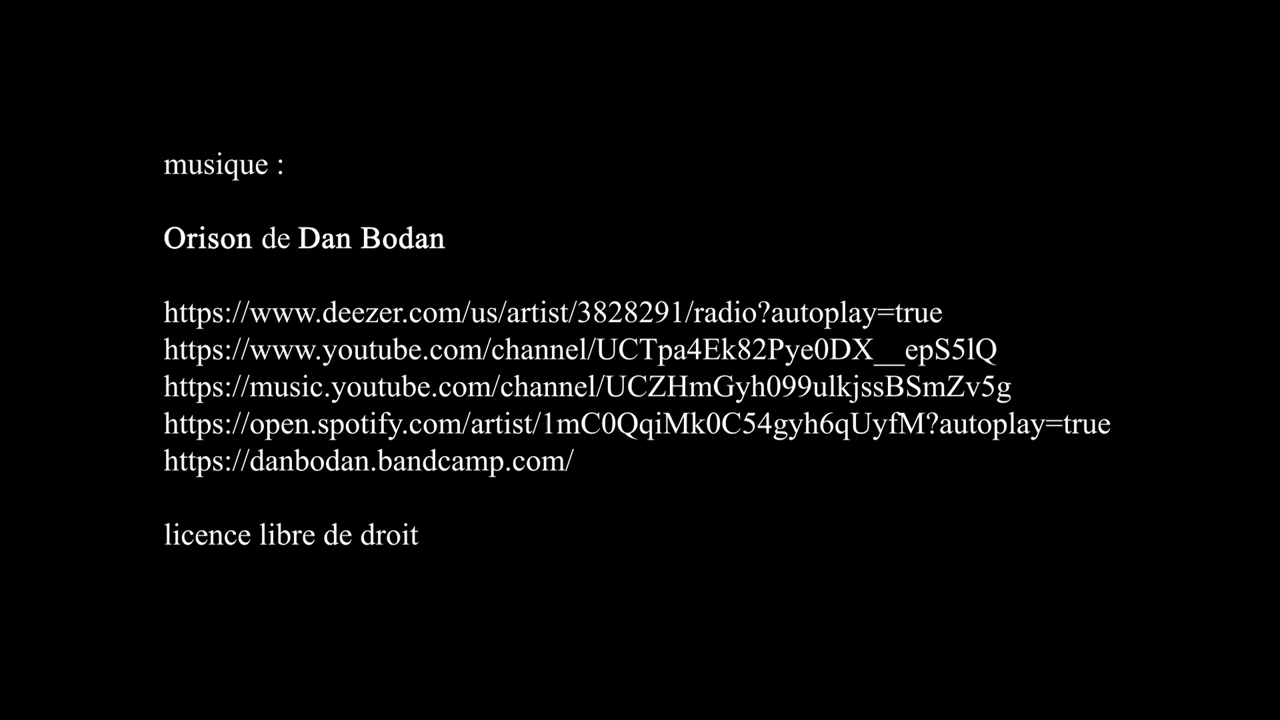 musique :
Orison de Dan Bodan
https://www.deezer.com/us/artist/3828291/radio?autoplay=true
https://www.youtube.com/channel/UCTpa4Ek82Pye0DX__epS5lQ
https://music.youtube.com/channel/UCZHmGyh099ulkjssBSmZv5g
https://open.spotify.com/artist/1mC0QqiMk0C54gyh6qUyfM?autoplay=true
https://danbodan.bandcamp.com/
licence libre de droit